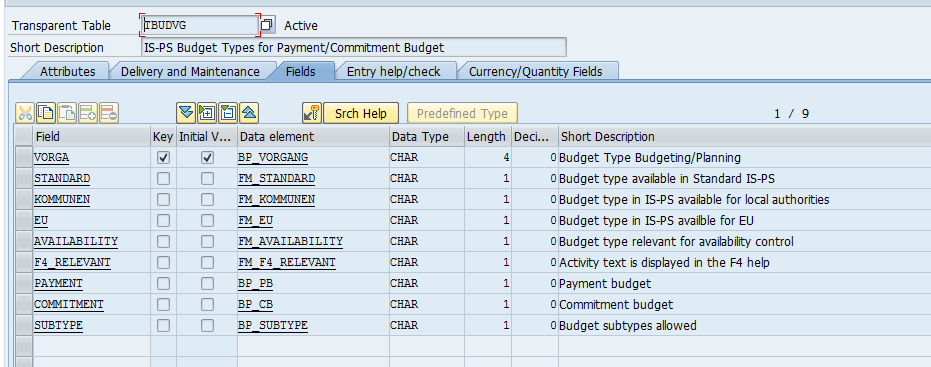 Transparent Table TBUDVG Active
Short Description IS-PS Budget Types for Payment/Commitment Budget
Attributes Delivery and Maintenance Fields Entry help/check Currency/Quantity Fields
Srch Help Predefined Type 1 / 9
Field Key Initial V... Data element Data Type Length Deci... Short Description
VORGA BP_VORGANG CHAR 4 0 Budget Type Budgeting/Planning
STANDARD FM_STANDARD CHAR 1 0 Budget type available in Standard IS-PS
KOMMUNEN FM_KOMMUNEN CHAR 1 0 Budget type in IS-PS available for local authorities
EU FM_EU CHAR 1 0 Budget type in IS-PS availble for EU
AVAILABILITY FM_AVAILABILITY CHAR 1 0 Budget type relevant for availability control
F4_RELEVANT FM_F4_RELEVANT CHAR 1 0 Activity text is displayed in the F4 help
PAYMENT BP_PB CHAR 1 0 Payment budget
COMMITMENT BP_CB CHAR 1 0 Commitment budget
SUBTYPE BP_SUBTYPE CHAR 1 0 Budget subtypes allowed